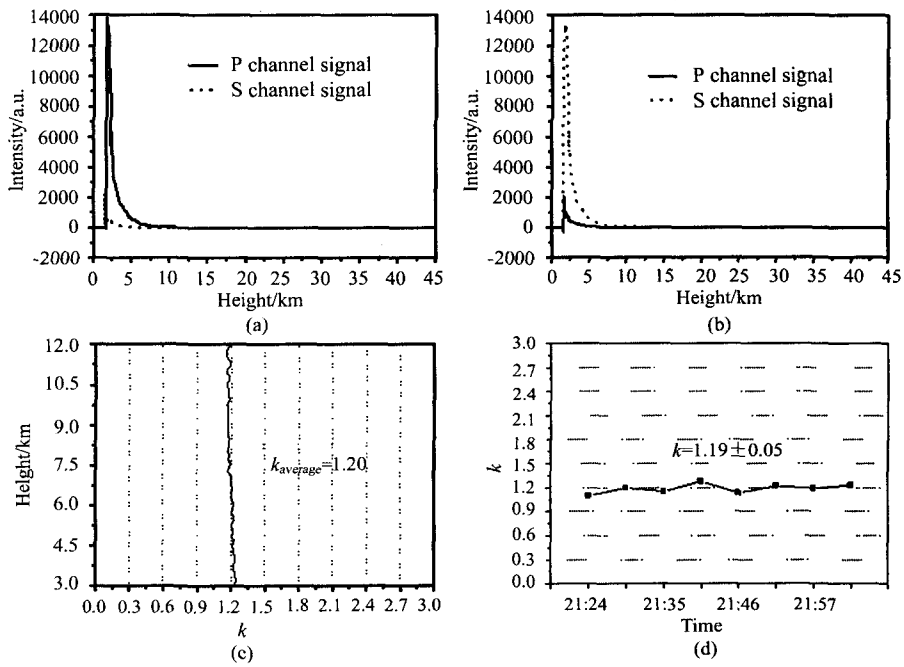 14000
12000
10000
8000
6000
4000
2000
0
-2000
Intensity/a.u.
P channel signal
S channel signal
0 5 10 15 20 25 30 35 40 45
Height/km
(a)
14000
12000
10000
8000
6000
4000
2000
0
-2000
Intensity/a.u.
P channel signal
S channel signal
0 5 10 15 20 25 30 35 40 45
Height/km
(b)
12.0
10.5
9.0
7.5
6.0
4.5
3.0
Height/km
k_average=1.20
0.0 0.3 0.6 0.9 1.2 1.5 1.8 2.1 2.4 2.7 3.0
k
(c)
3.0
2.7
2.4
2.1
1.8
1.5
1.2
0.9
0.6
0.3
0.0
k
k=1.19±0.05
21:24 21:35 21:46 21:57
Time
(d)